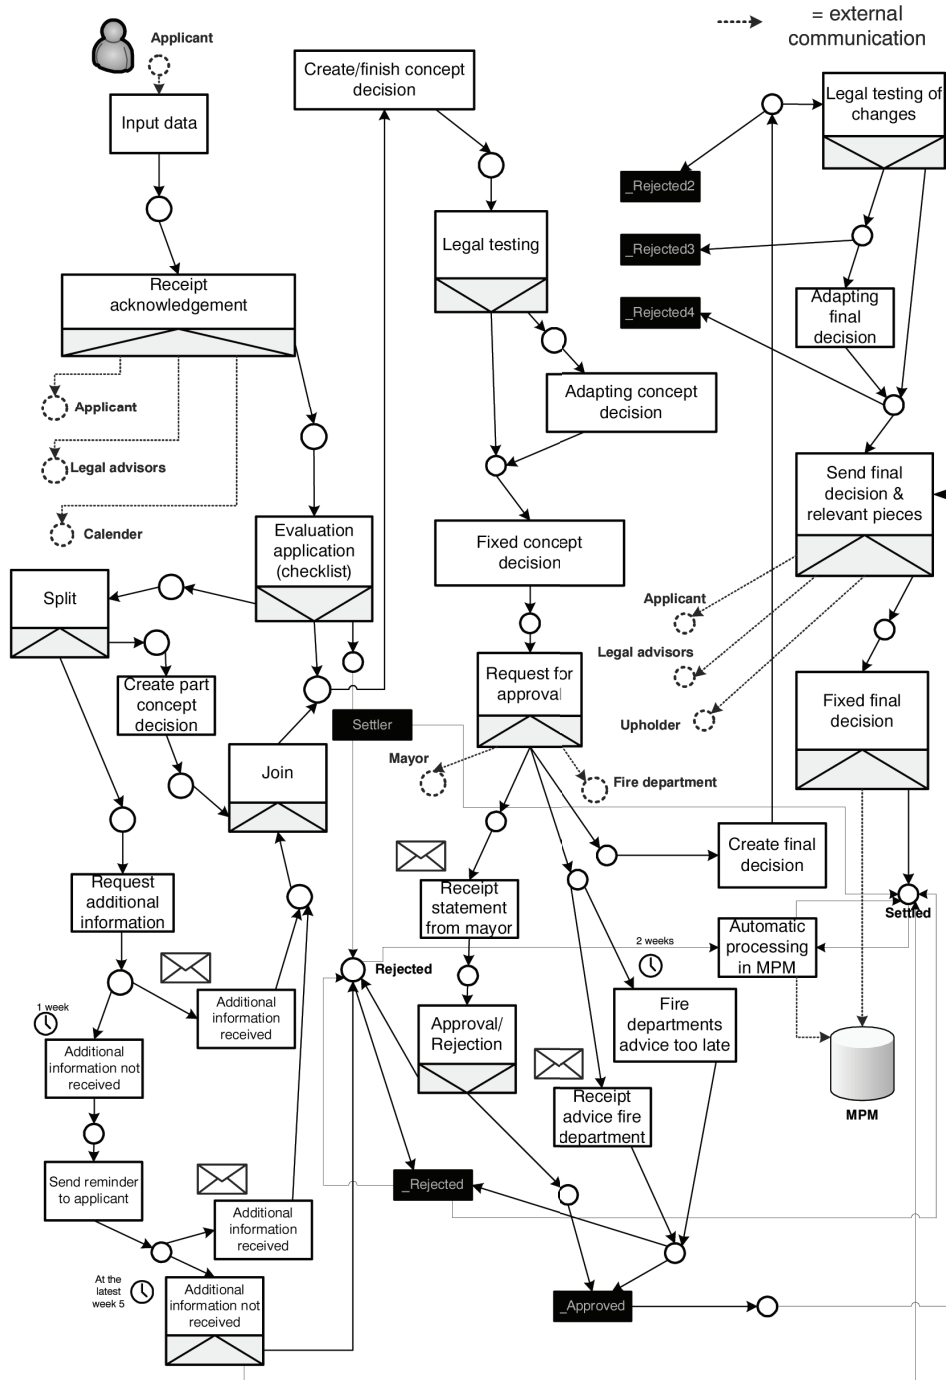 = external
communication
Applicant
Input data
Receipt
acknowledgement
Applicant
Legal advisors
Calender
Evaluation
application
(checklist)
Split
Create part
concept
decision
Join
Request
additional
information
1 week
Additional
information
received
Additional
information not
received
Send reminder
to applicant
Additional
information
received
At the
latest
week 5
Additional
information not
received
Create/finish concept
decision
Legal testing
Adapting concept
decision
Fixed concept
decision
Request for
approval
Settler
Mayor
Fire department
Receipt
statement
from mayor
Rejected
Approval/
Rejection
2 weeks
Fire
departments
advice too late
Receipt
advice fire
department
_Rejected
_Approved
Create final
decision
Automatic
processing
in MPM
_Rejected2
_Rejected3
_Rejected4
Legal testing of
changes
Adapting
final
decision
Send final
decision &
relevant pieces
Applicant
Legal advisors
Upholder
Fixed final
decision
Settled
MPM